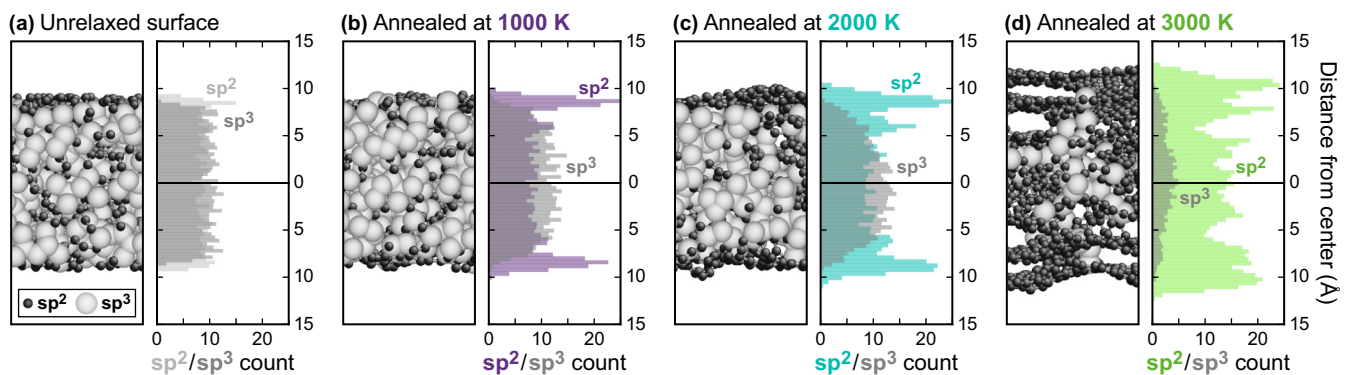 (a) Unrelaxed surface
sp²
sp³
15
10
5
0
5
10
15
sp² sp³
0 10 20
sp²/sp³ count
(b) Annealed at 1000 K
sp²
sp³
15
10
5
0
5
10
15
0 10 20
sp²/sp³ count
(c) Annealed at 2000 K
sp²
sp³
15
10
5
0
5
10
15
0 10 20
sp²/sp³ count
(d) Annealed at 3000 K
sp²
sp³
15
10
5
0
5
10
15
0 10 20
sp²/sp³ count
Distance from center (Å)